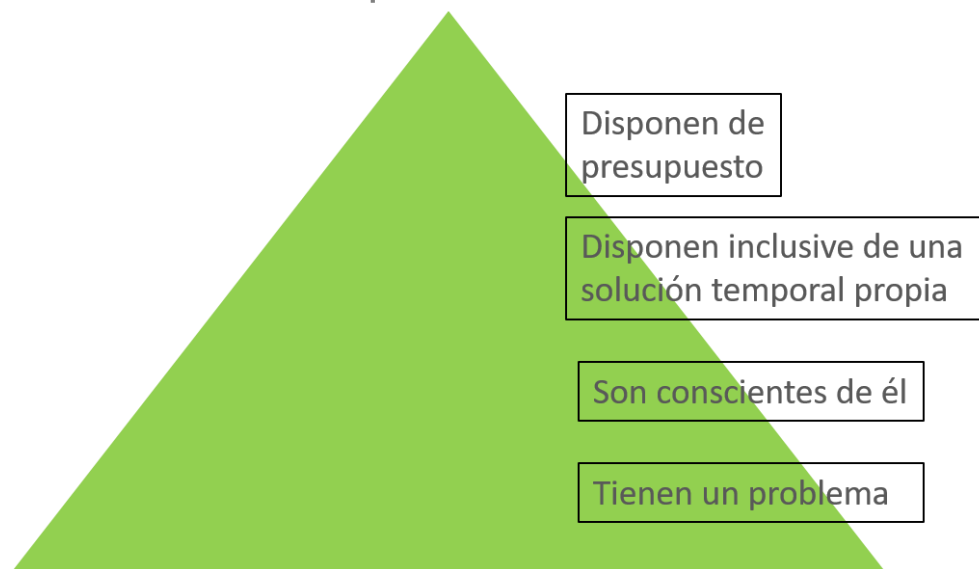 Disponen de
presupuesto
Disponen inclusive de una
solución temporal propia
Son conscientes de él
Tienen un problema